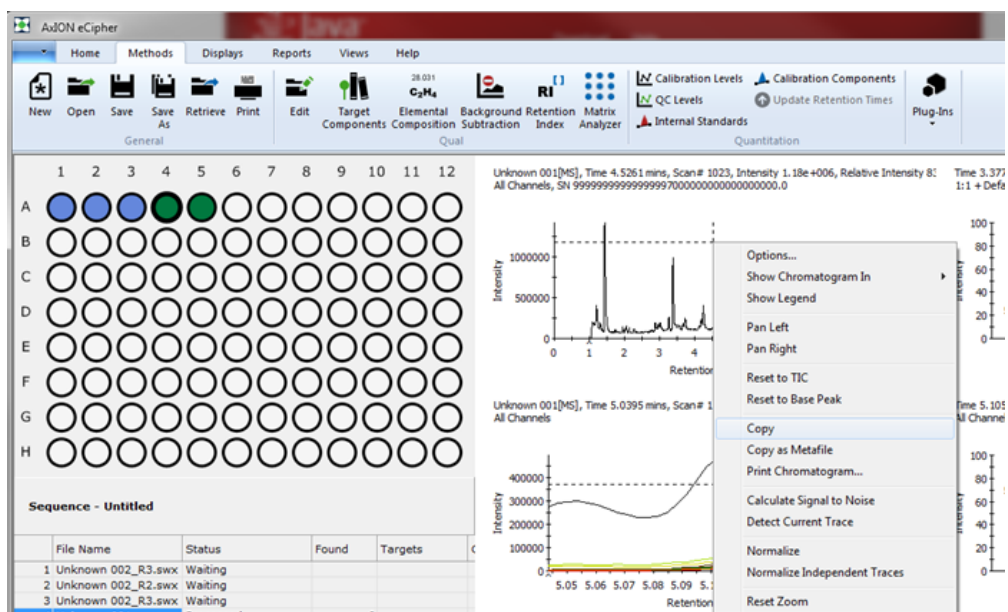 AxION eCipher
Home Methods Displays Reports Views Help
New Open Save Save As Retrieve Print Edit Target Components 28.031 C₂H₄ Elemental Composition Background Subtraction RI Retention Index Matrix Analyzer Calibration Levels Calibration Components QC Levels Update Retention Times Internal Standards Plug-Ins
General Qual Quantitation
1 2 3 4 5 6 7 8 9 10 11 12
A
B
C
D
E
F
G
H
Unknown 001[MS], Time 4.5261 mins, Scan# 1023, Intensity 1.18e+006, Relative Intensity 83
All Channels, SN
Time 3.377
1:1 + Defa
Intensity
1000000
500000
0
0 1 2 3 4
Retention
100
80
60
40
20
0
Options...
Show Chromatogram In
Show Legend
Pan Left
Pan Right
Reset to TIC
Reset to Base Peak
Copy
Copy as Metafile
Print Chromatogram...
Calculate Signal to Noise
Detect Current Trace
Normalize
Normalize Independent Traces
Reset Zoom
Unknown 001[MS], Time 5.0395 mins, Scan# 1
All Channels
Time 5.105
All Channel
Intensity
400000
300000
200000
100000
0
5.05 5.06 5.07 5.08 5.09 5.1
Retention
100
80
60
40
20
0
Sequence - Untitled
File Name Status Found Targets
1 Unknown 002_R3.swx Waiting
2 Unknown 002_R2.swx Waiting
3 Unknown 002_R3.swx Waiting